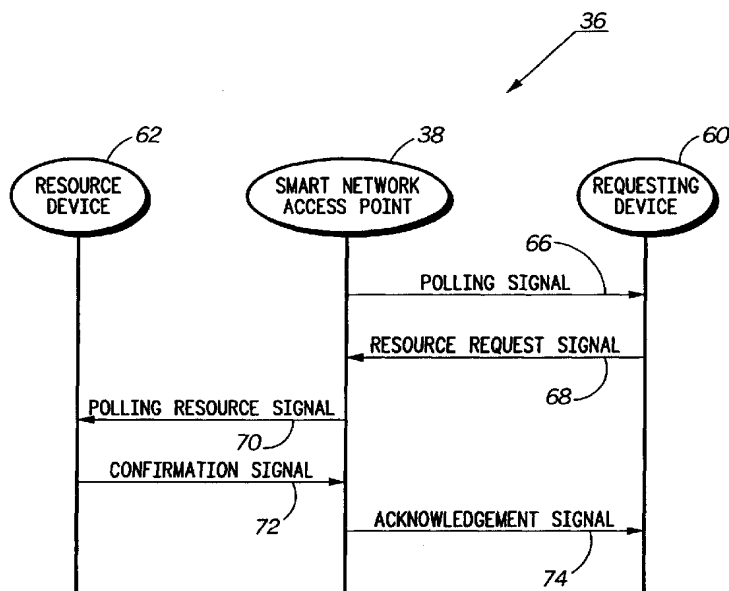 36
62
38
60
RESOURCE
DEVICE
SMART NETWORK
ACCESS POINT
REQUESTING
DEVICE
66
POLLING SIGNAL
RESOURCE REQUEST SIGNAL
68
POLLING RESOURCE SIGNAL
70
CONFIRMATION SIGNAL
72
ACKNOWLEDGEMENT SIGNAL
74